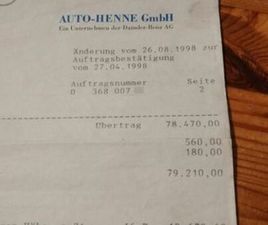 AUTO-HENNE GmbH
Ein Unternehmen der Daimler-Benz AG
Änderung vom 26.08.1998 zur
Auftragsbestätigung
vom 27.04.1998
Auftragsnummer Seite
0 368 007 2
Übertrag 78.470,00
560,00
180,00
79.210,00